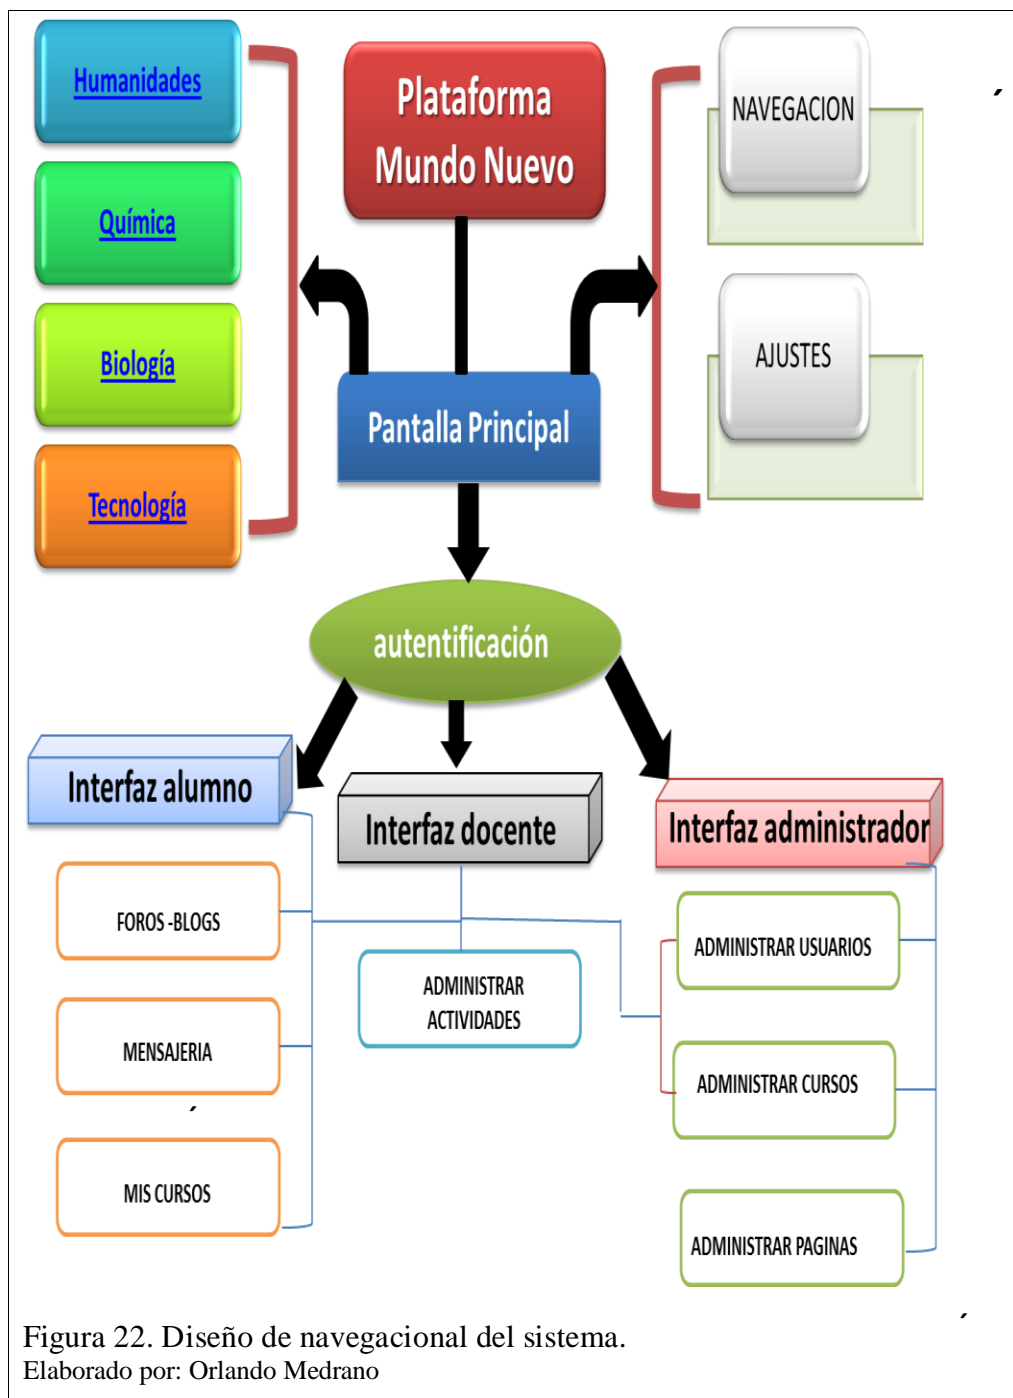 Humanidades
Química
Biología
Tecnología
Plataforma
Mundo Nuevo
NAVEGACION
AJUSTES
Pantalla Principal
autentificación
Interfaz alumno
Interfaz docente
Interfaz administrador
FOROS -BLOGS
MENSAJERIA
MIS CURSOS
ADMINISTRAR
ACTIVIDADES
ADMINISTRAR USUARIOS
ADMINISTRAR CURSOS
ADMINISTRAR PAGINAS
Figura 22. Diseño de navegacional del sistema.
Elaborado por: Orlando Medrano